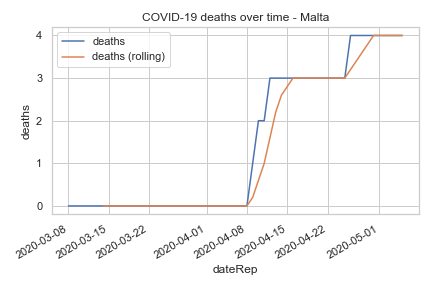 COVID-19 deaths over time - Malta
deaths
deaths (rolling)
4
3
2
1
0
deaths
2020-03-08
2020-03-15
2020-03-22
2020-04-01
2020-04-08
2020-04-15
2020-04-22
2020-05-01
dateRep